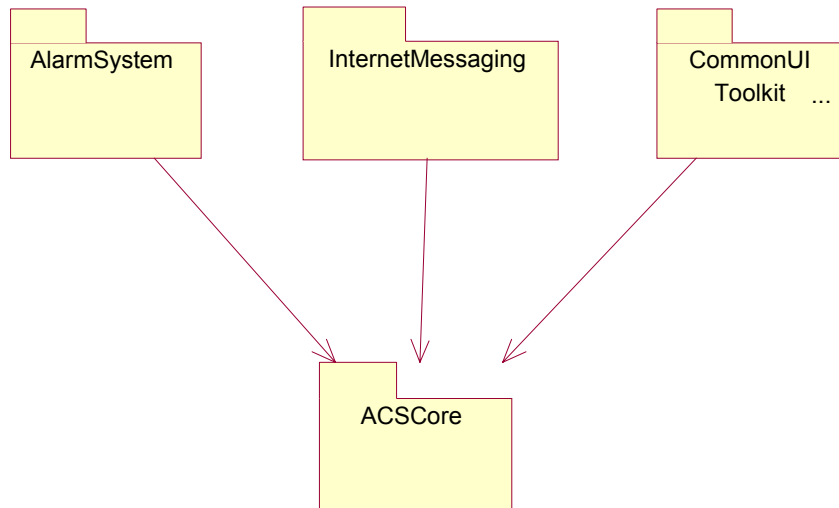 AlarmSystem
InternetMessaging
CommonUI
Toolkit ...
ACSCore